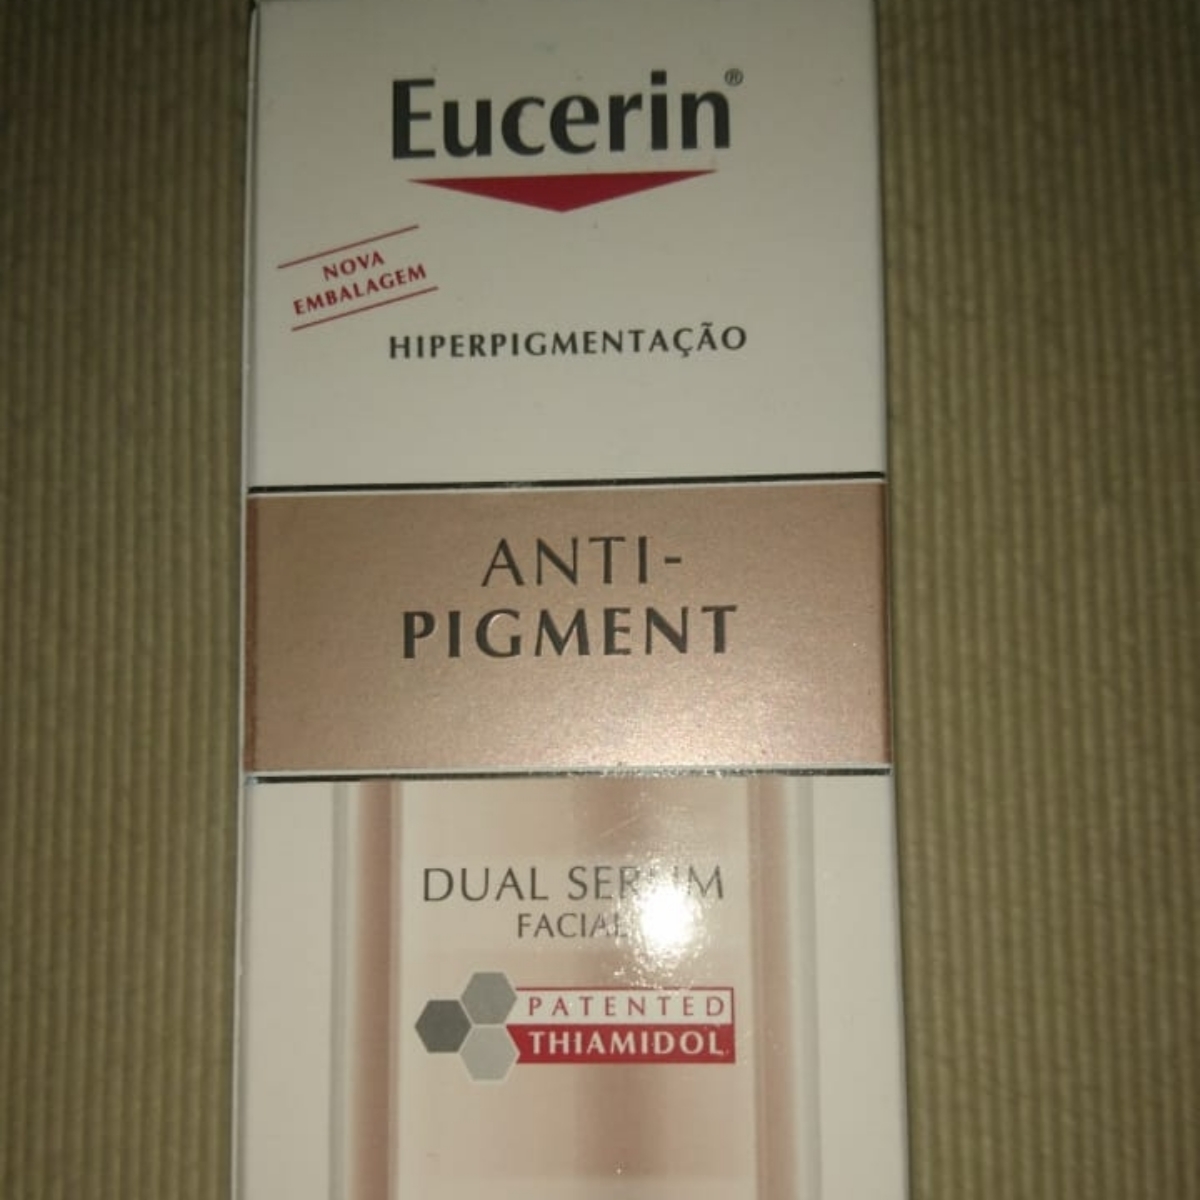 Eucerin®
NOVA
EMBALAGEM
HIPERPIGMENTAÇÃO
ANTI-
PIGMENT
DUAL SERUM
FACIAL
PATENTED
THIAMIDOL